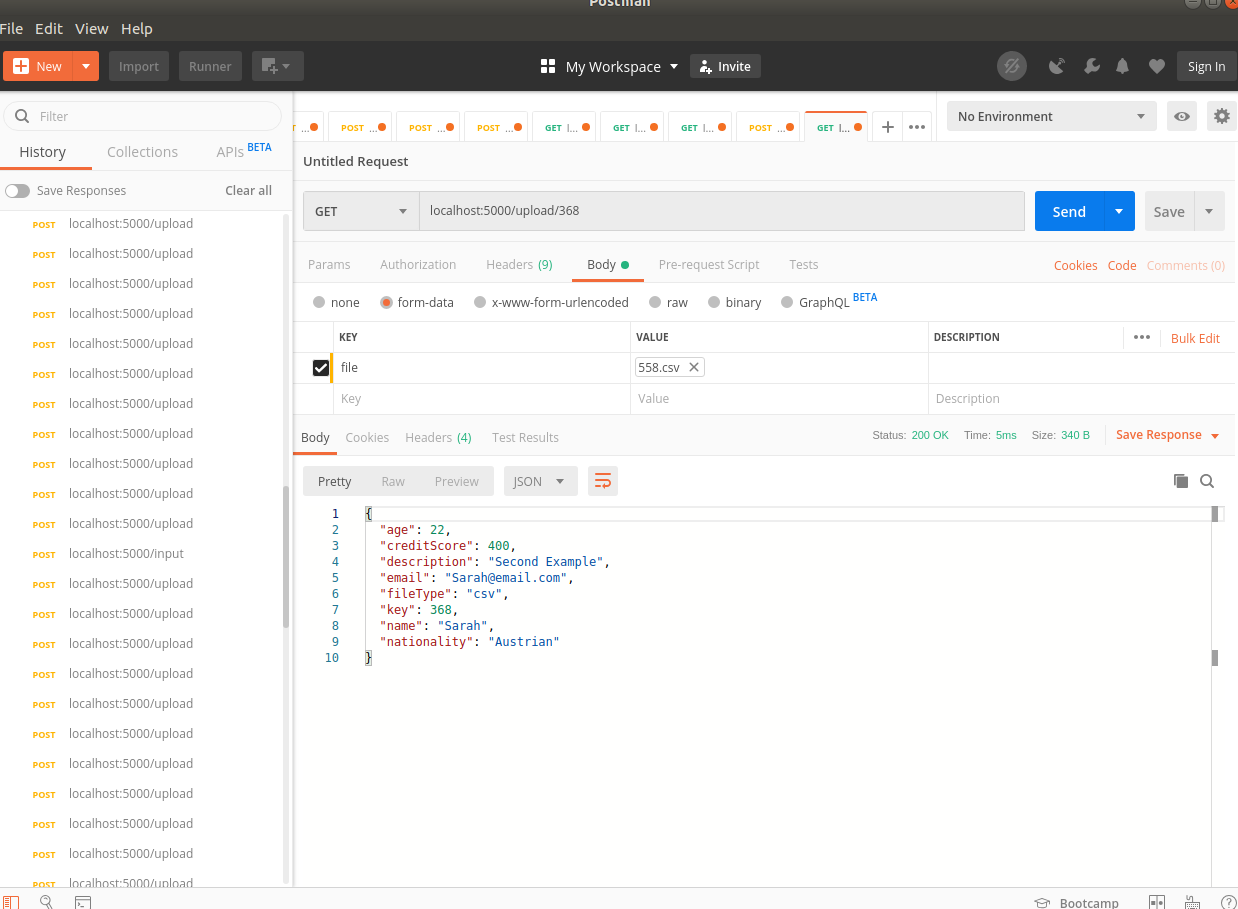 Postman
File Edit View Help
New Import Runner My Workspace Invite Sign In
Filter
History Collections APIs BETA
Save Responses Clear all
POST localhost:5000/upload
POST localhost:5000/upload
POST localhost:5000/upload
POST localhost:5000/upload
POST localhost:5000/upload
POST localhost:5000/upload
POST localhost:5000/upload
POST localhost:5000/upload
POST localhost:5000/upload
POST localhost:5000/upload
POST localhost:5000/upload
POST localhost:5000/input
POST localhost:5000/upload
POST localhost:5000/upload
POST localhost:5000/upload
POST localhost:5000/upload
POST localhost:5000/upload
POST localhost:5000/upload
POST localhost:5000/upload
POST localhost:5000/upload
POST localhost:5000/upload
POST localhost:5000/upload
POST localhost:5000/upload
T ... POST ... POST ... POST ... GET l... GET l... GET l... POST ... GET l... No Environment
Untitled Request
GET localhost:5000/upload/368 Send Save
Params Authorization Headers (9) Body Pre-request Script Tests Cookies Code Comments (0)
none form-data x-www-form-urlencoded raw binary GraphQL BETA
KEY VALUE DESCRIPTION Bulk Edit
file 558.csv
Key Value Description
Body Cookies Headers (4) Test Results Status: 200 OK Time: 5ms Size: 340 B Save Response
Pretty Raw Preview JSON
1 {
2 "age": 22,
3 "creditScore": 400,
4 "description": "Second Example",
5 "email": "Sarah@email.com",
6 "fileType": "csv",
7 "key": 368,
8 "name": "Sarah",
9 "nationality": "Austrian"
10 }
Bootcamp